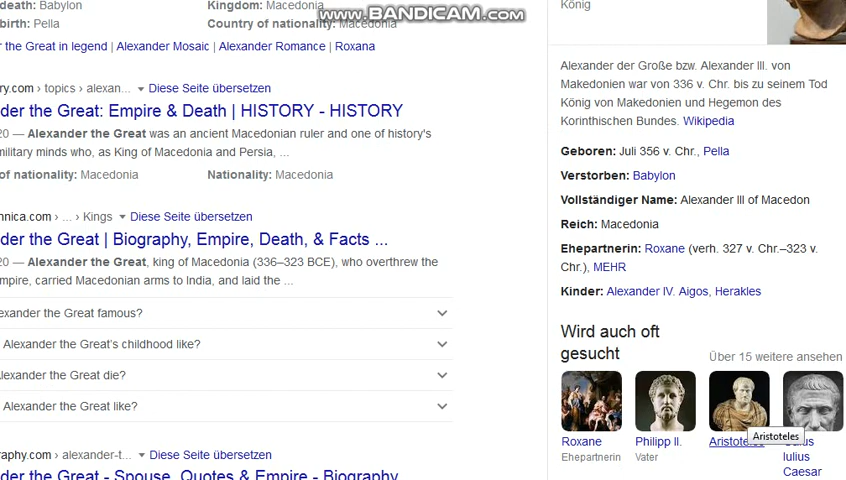 death: Babylon
Kingdom: Macedonia
birth: Pella
Country of nationality: Macedonia
www.BANDICAM.com
r the Great in legend | Alexander Mosaic | Alexander Romance | Roxana
ry.com › topics › alexan... ▾ Diese Seite übersetzen
der the Great: Empire & Death | HISTORY - HISTORY
20 — Alexander the Great was an ancient Macedonian ruler and one of history's
military minds who, as King of Macedonia and Persia, ...
of nationality: Macedonia
Nationality: Macedonia
nnica.com › ... › Kings ▾ Diese Seite übersetzen
der the Great | Biography, Empire, Death, & Facts ...
20 — Alexander the Great, king of Macedonia (336–323 BCE), who overthrew the
empire, carried Macedonian arms to India, and laid the ...
lexander the Great famous?
Alexander the Great's childhood like?
Alexander the Great die?
Alexander the Great like?
raphy.com › alexander-t... ▾ Diese Seite übersetzen
der the Great - Spouse, Quotes & Empire - Biography
König
Alexander der Große bzw. Alexander III. von
Makedonien war von 336 v. Chr. bis zu seinem Tod
König von Makedonien und Hegemon des
Korinthischen Bundes. Wikipedia
Geboren: Juli 356 v. Chr., Pella
Verstorben: Babylon
Vollständiger Name: Alexander III of Macedon
Reich: Macedonia
Ehepartnerin: Roxane (verh. 327 v. Chr.–323 v.
Chr.), MEHR
Kinder: Alexander IV. Aigos, Herakles
Wird auch oft
gesucht
Über 15 weitere ansehen
Roxane
Ehepartnerin
Philipp II.
Vater
Aristoteles
Aristoteles
Iulius
Caesar